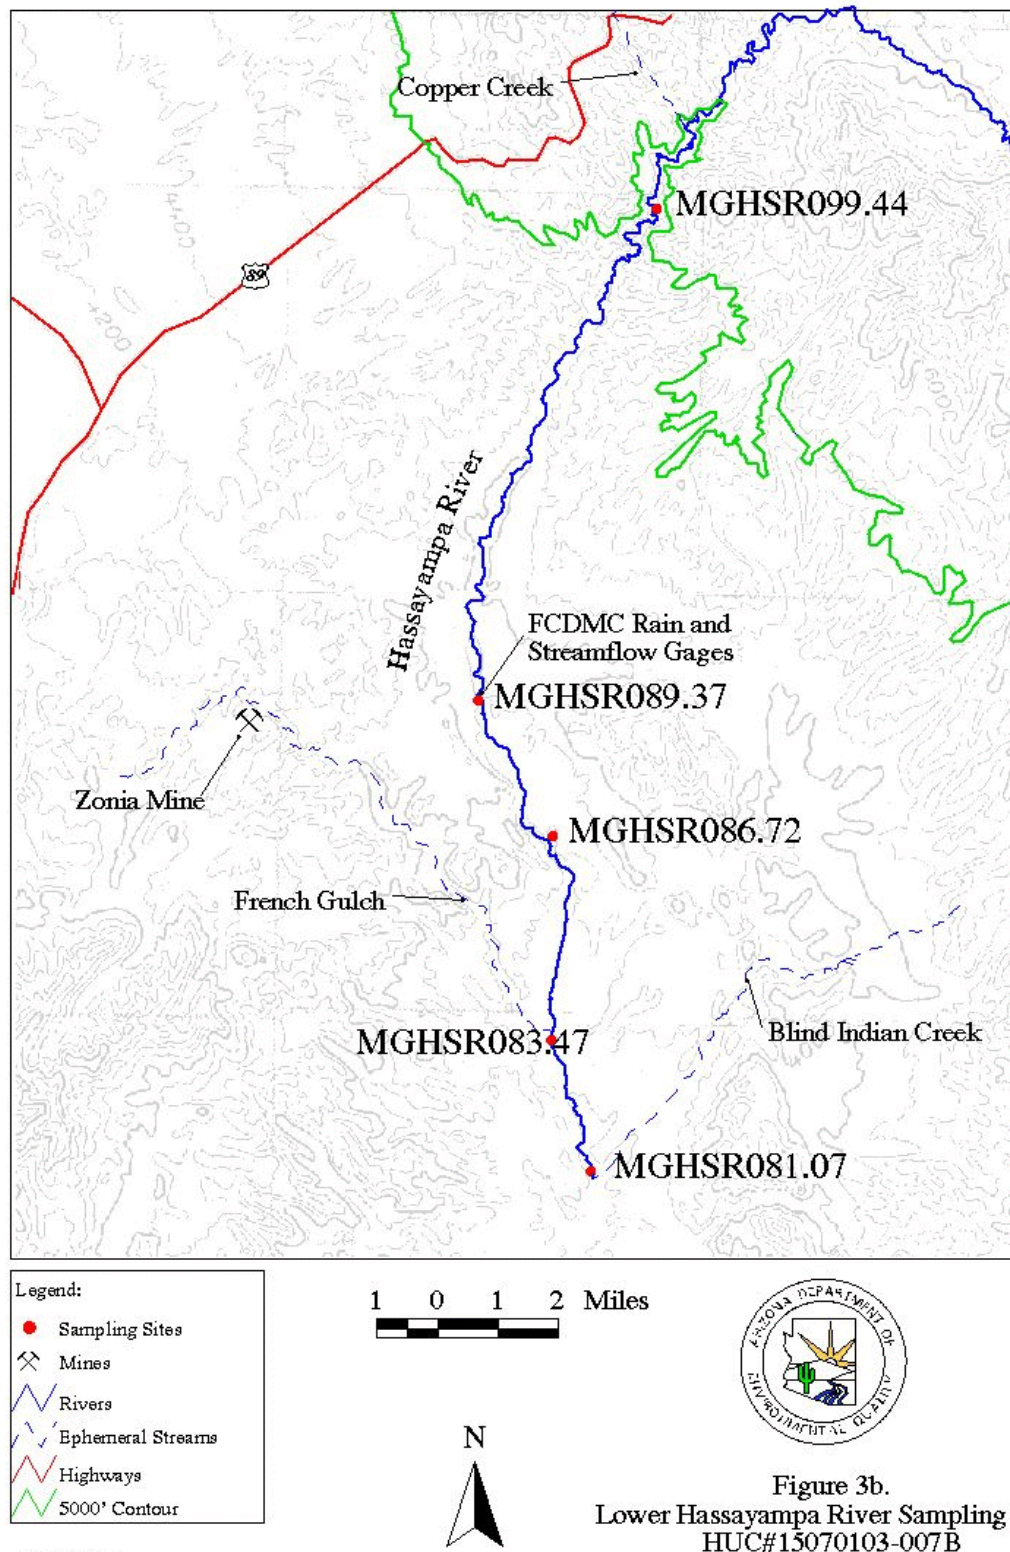 Copper Creek
MGHSR099.44
89
4400
4200
Hassayampa River
FCDMC Rain and
Streamflow Gages
MGHSR089.37
Zonia Mine
MGHSR086.72
French Gulch
MGHSR083.47
Blind Indian Creek
MGHSR081.07
Legend:
Sampling Sites
Mines
Rivers
Ephemeral Streams
Highways
5000' Contour
1 0 1 2 Miles
N
ARIZONA DEPARTMENT OF
ENVIRONMENTAL QUALITY
Figure 3b.
Lower Hassayampa River Sampling
HUC#15070103-007B